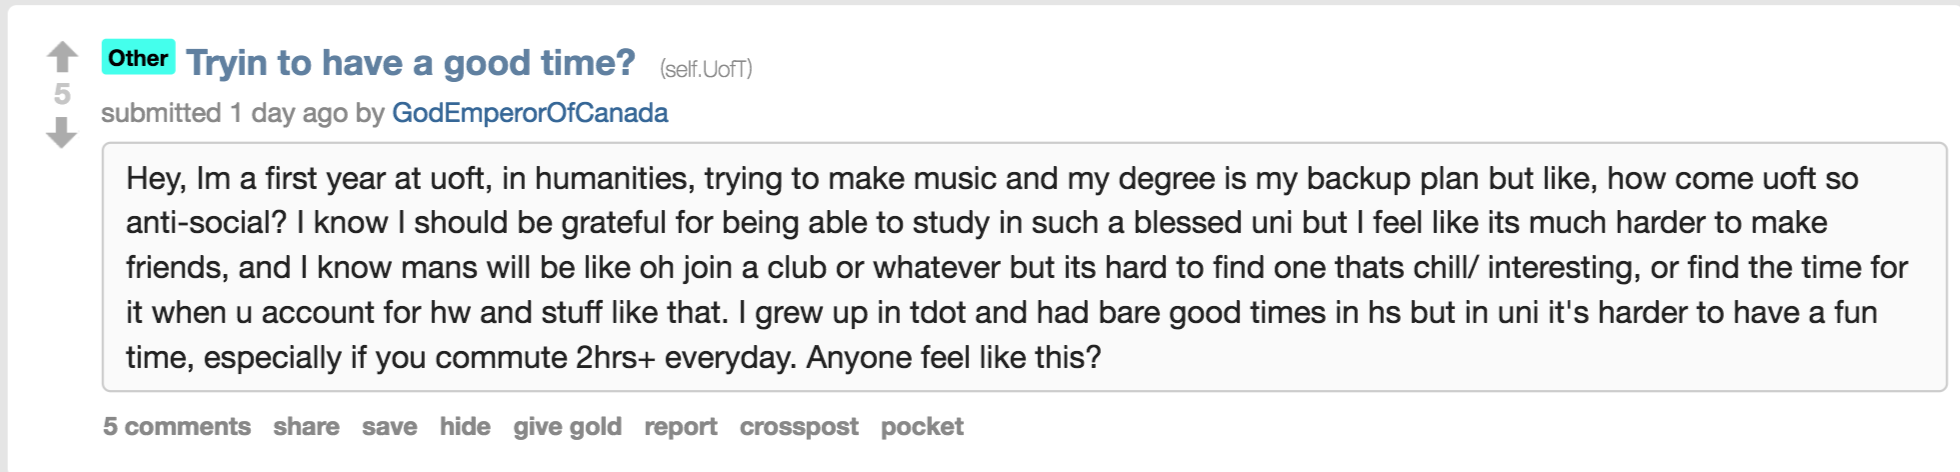 Other Tryin to have a good time? (self.UofT)
5
submitted 1 day ago by GodEmperorOfCanada
Hey, Im a first year at uoft, in humanities, trying to make music and my degree is my backup plan but like, how come uoft so
anti-social? I know I should be grateful for being able to study in such a blessed uni but I feel like its much harder to make
friends, and I know mans will be like oh join a club or whatever but its hard to find one thats chill/ interesting, or find the time for
it when u account for hw and stuff like that. I grew up in tdot and had bare good times in hs but in uni it's harder to have a fun
time, especially if you commute 2hrs+ everyday. Anyone feel like this?
5 comments share save hide give gold report crosspost pocket